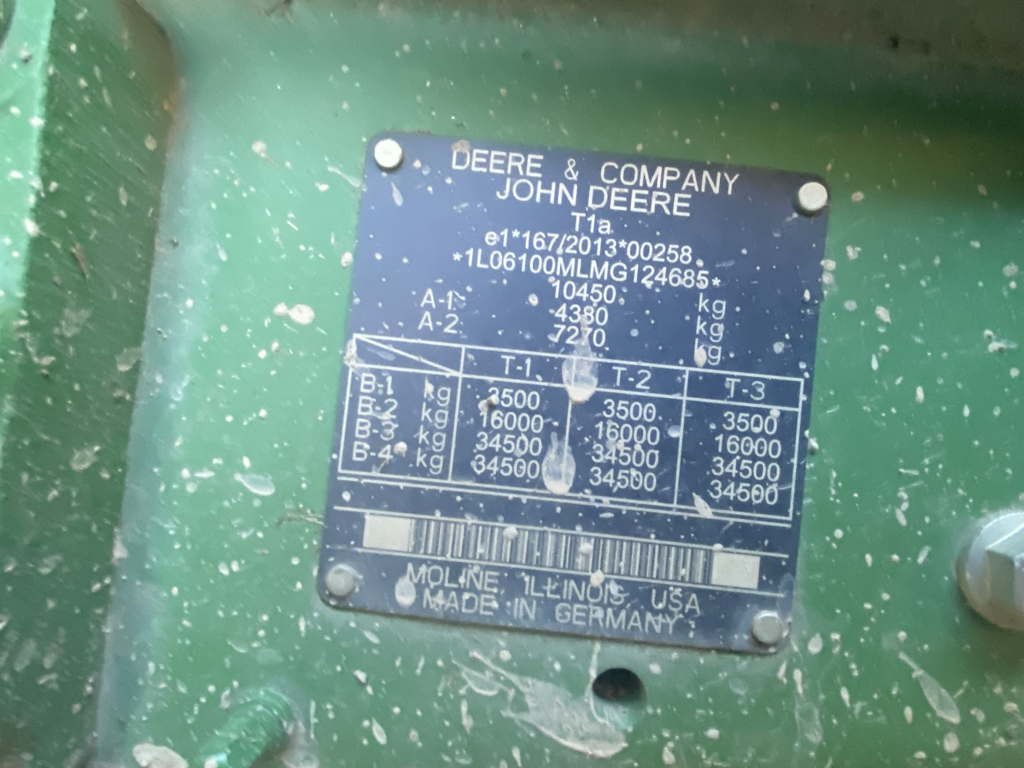 DEERE & COMPANY
JOHN DEERE
T1a
e1*167/2013*00258
*1L06100MLMG124685*
10450 kg
A-1: 4380 kg
A-2: 7270 kg
T-1 T-2 T-3
B-1 kg 3500 3500 3500
B-2 kg 16000 16000 16000
B-3 kg 34500 34500 34500
B-4 kg 34500 34500 34500
MOLINE ILLINOIS USA
MADE IN GERMANY